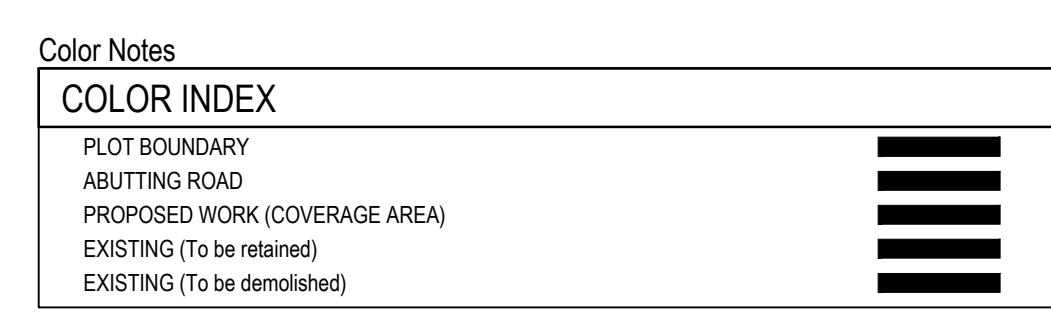 Color Notes
COLOR INDEX
PLOT BOUNDARY
ABUTTING ROAD
PROPOSED WORK (COVERAGE AREA)
EXISTING (To be retained)
EXISTING (To be demolished)